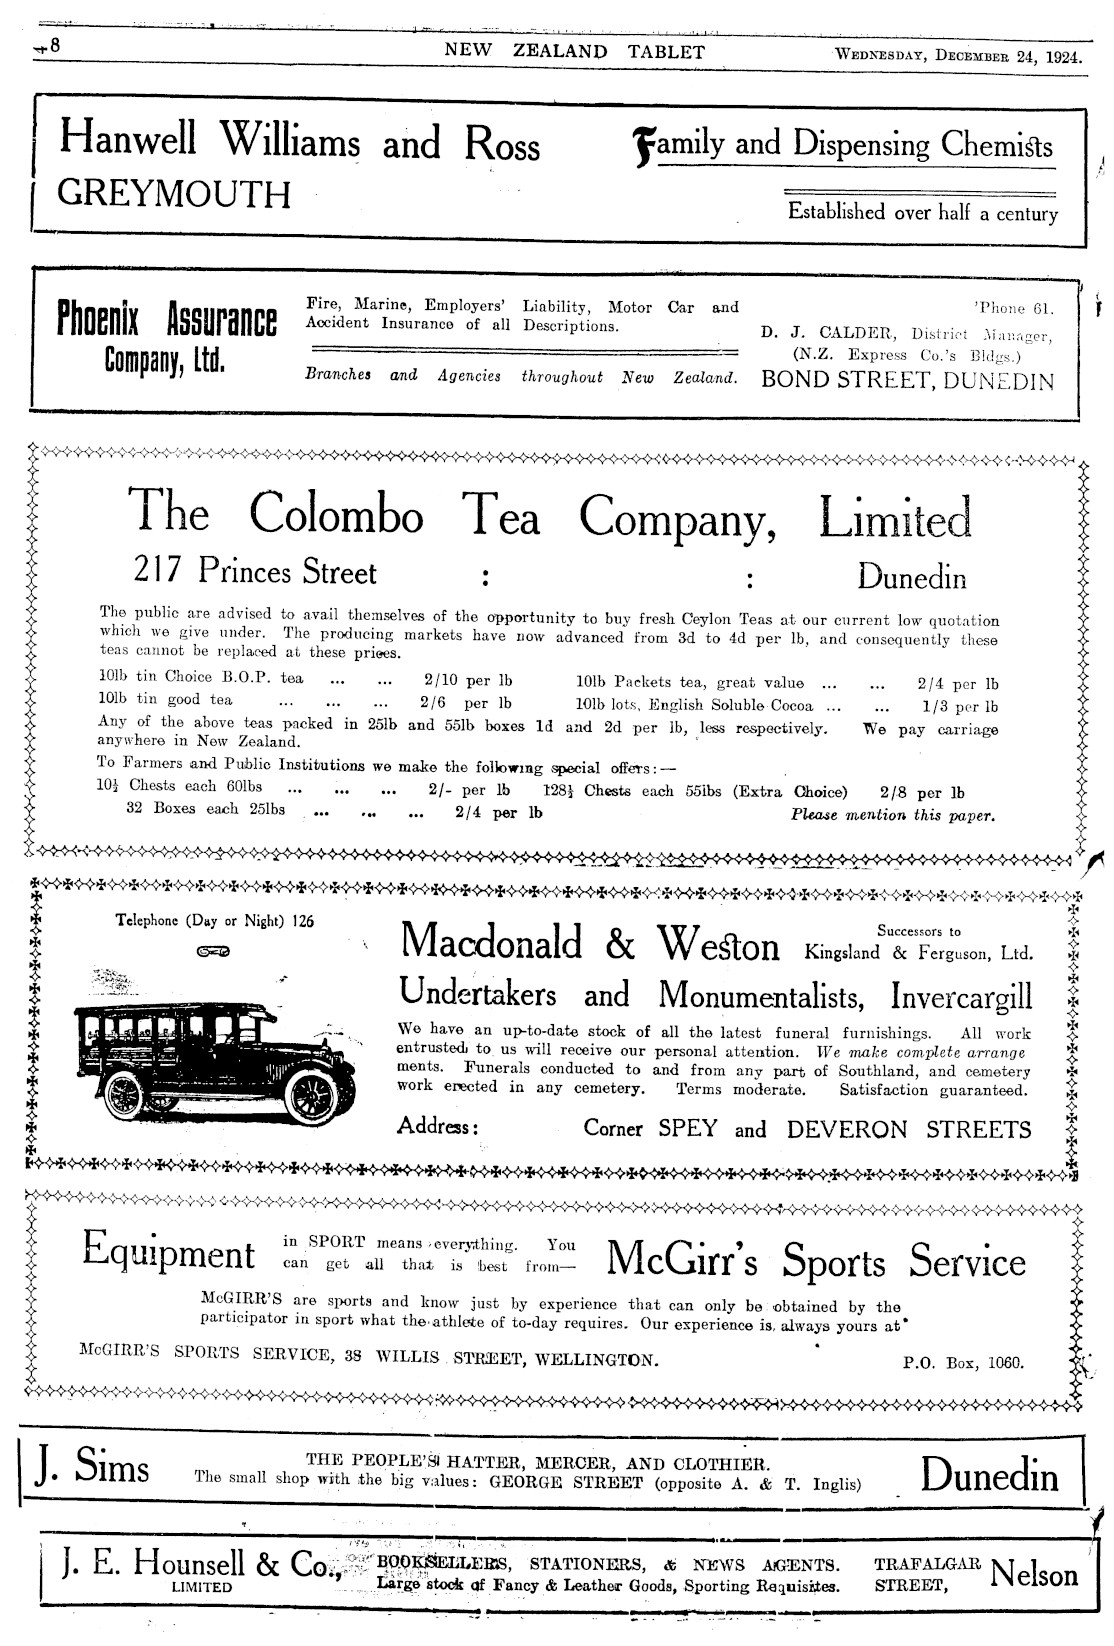 48 NEW ZEALAND TABLET Wednesday, December 24, 1924.
Hanwell Williams and Ross
GREYMOUTH
Family and Dispensing Chemists
Established over half a century
Phoenix Assurance
Company, Ltd.
Fire, Marine, Employers' Liability, Motor Car and
Accident Insurance of all Descriptions.
Branches and Agencies throughout New Zealand.
'Phone 61.
D. J. CALDER, District Manager,
(N.Z. Express Co.'s Bldgs.)
BOND STREET, DUNEDIN
The Colombo Tea Company, Limited
217 Princes Street : : Dunedin
The public are advised to avail themselves of the opportunity to buy fresh Ceylon Teas at our current low quotation
which we give under. The producing markets have now advanced from 3d to 4d per lb, and consequently these
teas cannot be replaced at these prices.
10lb tin Choice B.O.P. tea ... ... 2/10 per lb 10lb Packets tea, great value ... ... 2/4 per lb
10lb tin good tea ... ... ... 2/6 per lb 10lb lots, English Soluble Cocoa ... ... 1/3 per lb
Any of the above teas packed in 25lb and 55lb boxes 1d and 2d per lb, less respectively. We pay carriage
anywhere in New Zealand.
To Farmers and Public Institutions we make the following special offers:—
10½ Chests each 60lbs ... ... ... 2/- per lb 128½ Chests each 55lbs (Extra Choice) 2/8 per lb
32 Boxes each 25lbs ... ... ... 2/4 per lb Please mention this paper.
Telephone (Day or Night) 126
Macdonald & Weston
Successors to
Kingsland & Ferguson, Ltd.
Undertakers and Monumentalists, Invercargill
We have an up-to-date stock of all the latest funeral furnishings. All work
entrusted to us will receive our personal attention. We make complete arrange
ments. Funerals conducted to and from any part of Southland, and cemetery
work erected in any cemetery. Terms moderate. Satisfaction guaranteed.
Address: Corner SPEY and DEVERON STREETS
Equipment
in SPORT means everything. You
can get all that is best from—
McGirr's Sports Service
McGIRR'S are sports and know just by experience that can only be obtained by the
participator in sport what the athlete of to-day requires. Our experience is always yours at
McGIRR'S SPORTS SERVICE, 38 WILLIS STREET, WELLINGTON. P.O. Box, 1060.
J. Sims
THE PEOPLE'S HATTER, MERCER, AND CLOTHIER.
The small shop with the big values: GEORGE STREET (opposite A. & T. Inglis)
Dunedin
J. E. Hounsell & Co.,
LIMITED
BOOKSELLERS, STATIONERS, & NEWS AGENTS.
Large stock of Fancy & Leather Goods, Sporting Requisites.
TRAFALGAR
STREET,
Nelson